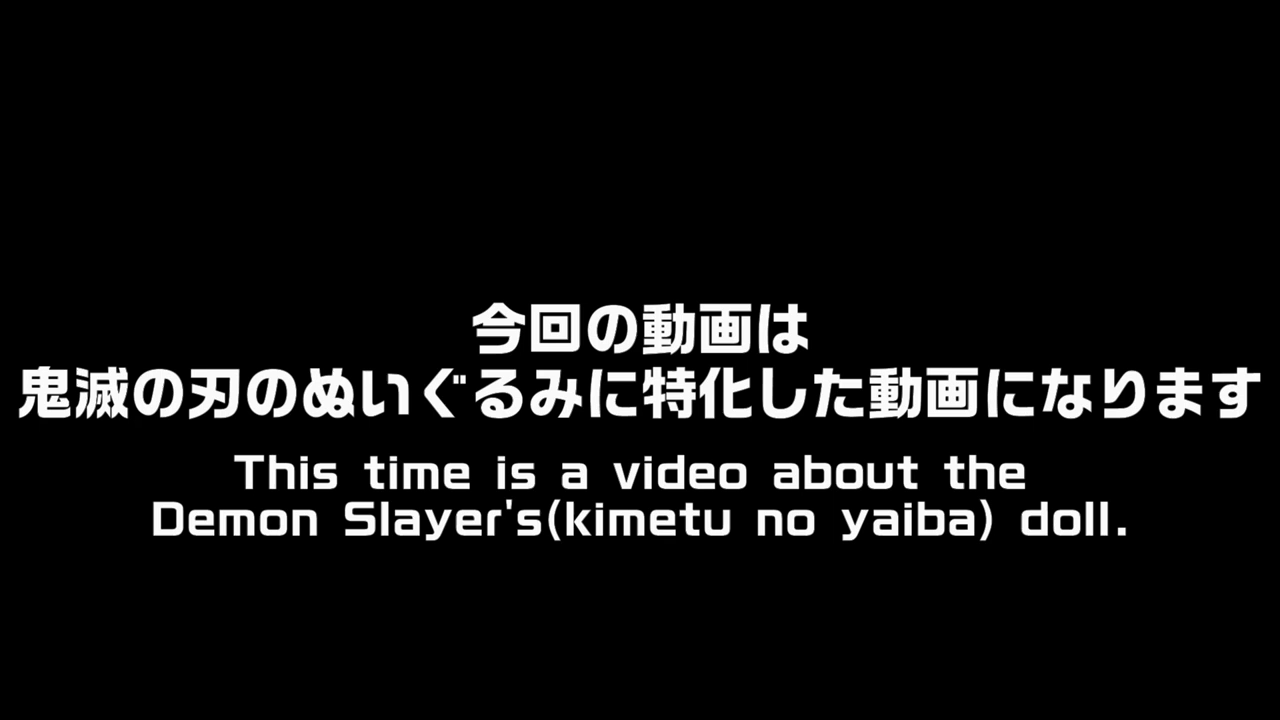 今回の動画は
鬼滅の刃のぬいぐるみに特化した動画になります
This time is a video about the
Demon Slayer's(kimetu no yaiba) doll.